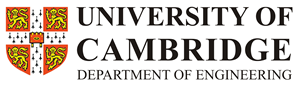 UNIVERSITY OF
CAMBRIDGE
DEPARTMENT OF ENGINEERING